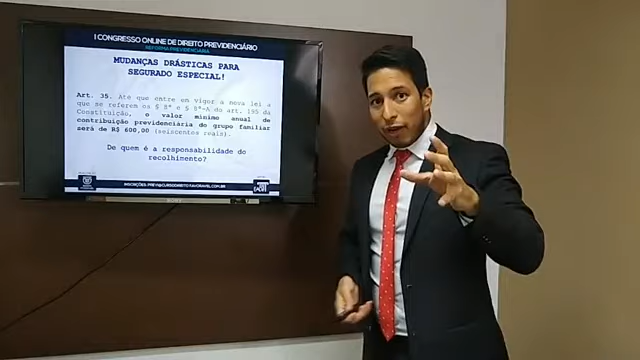 I CONGRESSO ONLINE DE DIREITO PREVIDENCIÁRIO
REFORMA PREVIDENCIÁRIA
MUDANÇAS DRÁSTICAS PARA
SEGURADO ESPECIAL!
Art. 35. Até que entre em vigor a nova lei a
que se referem os § 8º e § 8º-A do art. 195 da
Constituição, o valor mínimo anual de
contribuição previdenciária do grupo familiar
será de R$ 600,00 (seiscentos reais).
De quem é a responsabilidade do
recolhimento?
SONY